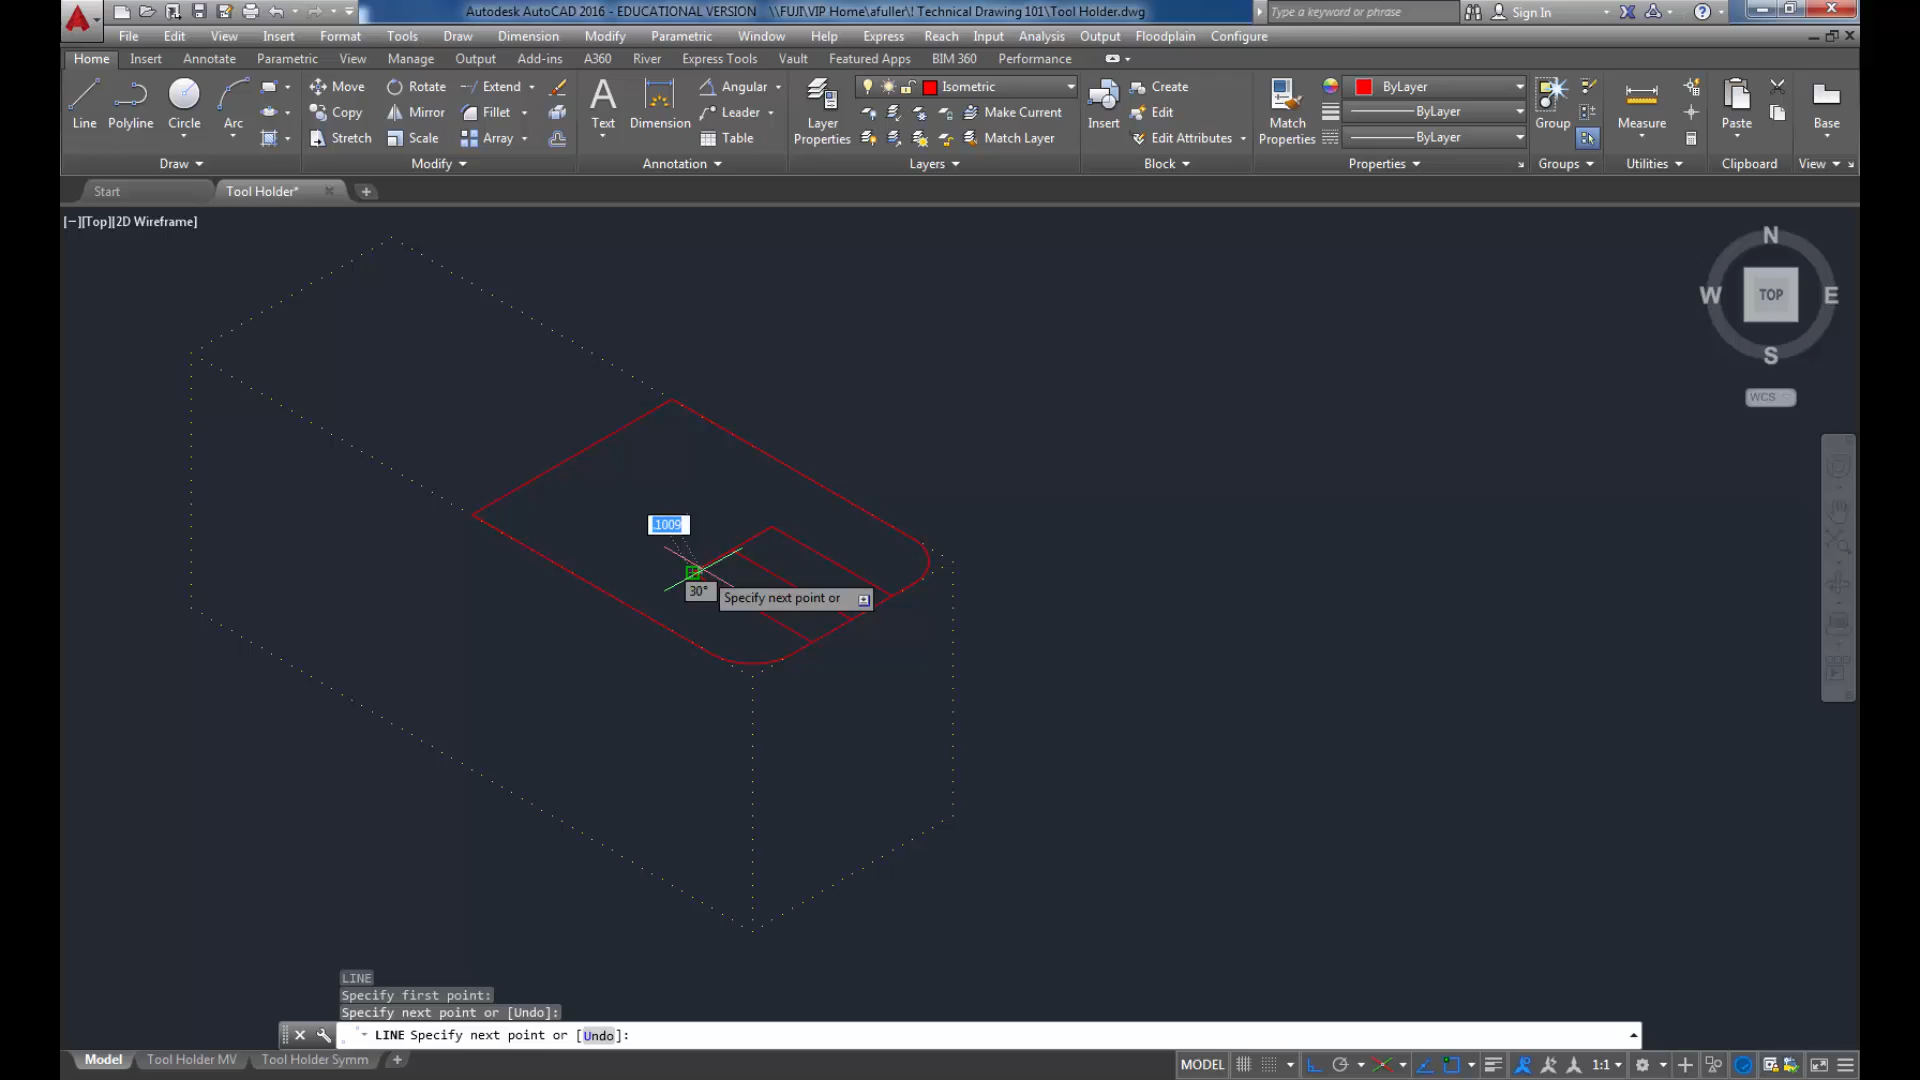 Autodesk AutoCAD 2016 - EDUCATIONAL VERSION \\FUJI\VIP Home\afuller\! Technical Drawing 101\Tool Holder.dwg
Type a keyword or phrase
Sign In
File Edit View Insert Format Tools Draw Dimension Modify Parametric Window Help Express Reach Input Analysis Output Floodplain Configure
Home Insert Annotate Parametric View Manage Output Add-ins A360 River Express Tools Vault Featured Apps BIM 360 Performance
Move Rotate Extend Angular Isometric Create ByLayer
Copy Mirror Fillet Leader Make Current Edit ByLayer
Line Polyline Circle Arc Text Dimension Layer Properties Insert Match Properties Group Measure Paste Base
Stretch Scale Array Table Match Layer Edit Attributes ByLayer
Draw Modify Annotation Layers Block Properties Groups Utilities Clipboard View
Start Tool Holder*
[−][Top][2D Wireframe]
N
W TOP E
S
WCS
.1009
30°
Specify next point or
LINE
Specify first point:
Specify next point or [Undo]:
LINE Specify next point or [Undo]:
Model Tool Holder MV Tool Holder Symm
MODEL 1:1